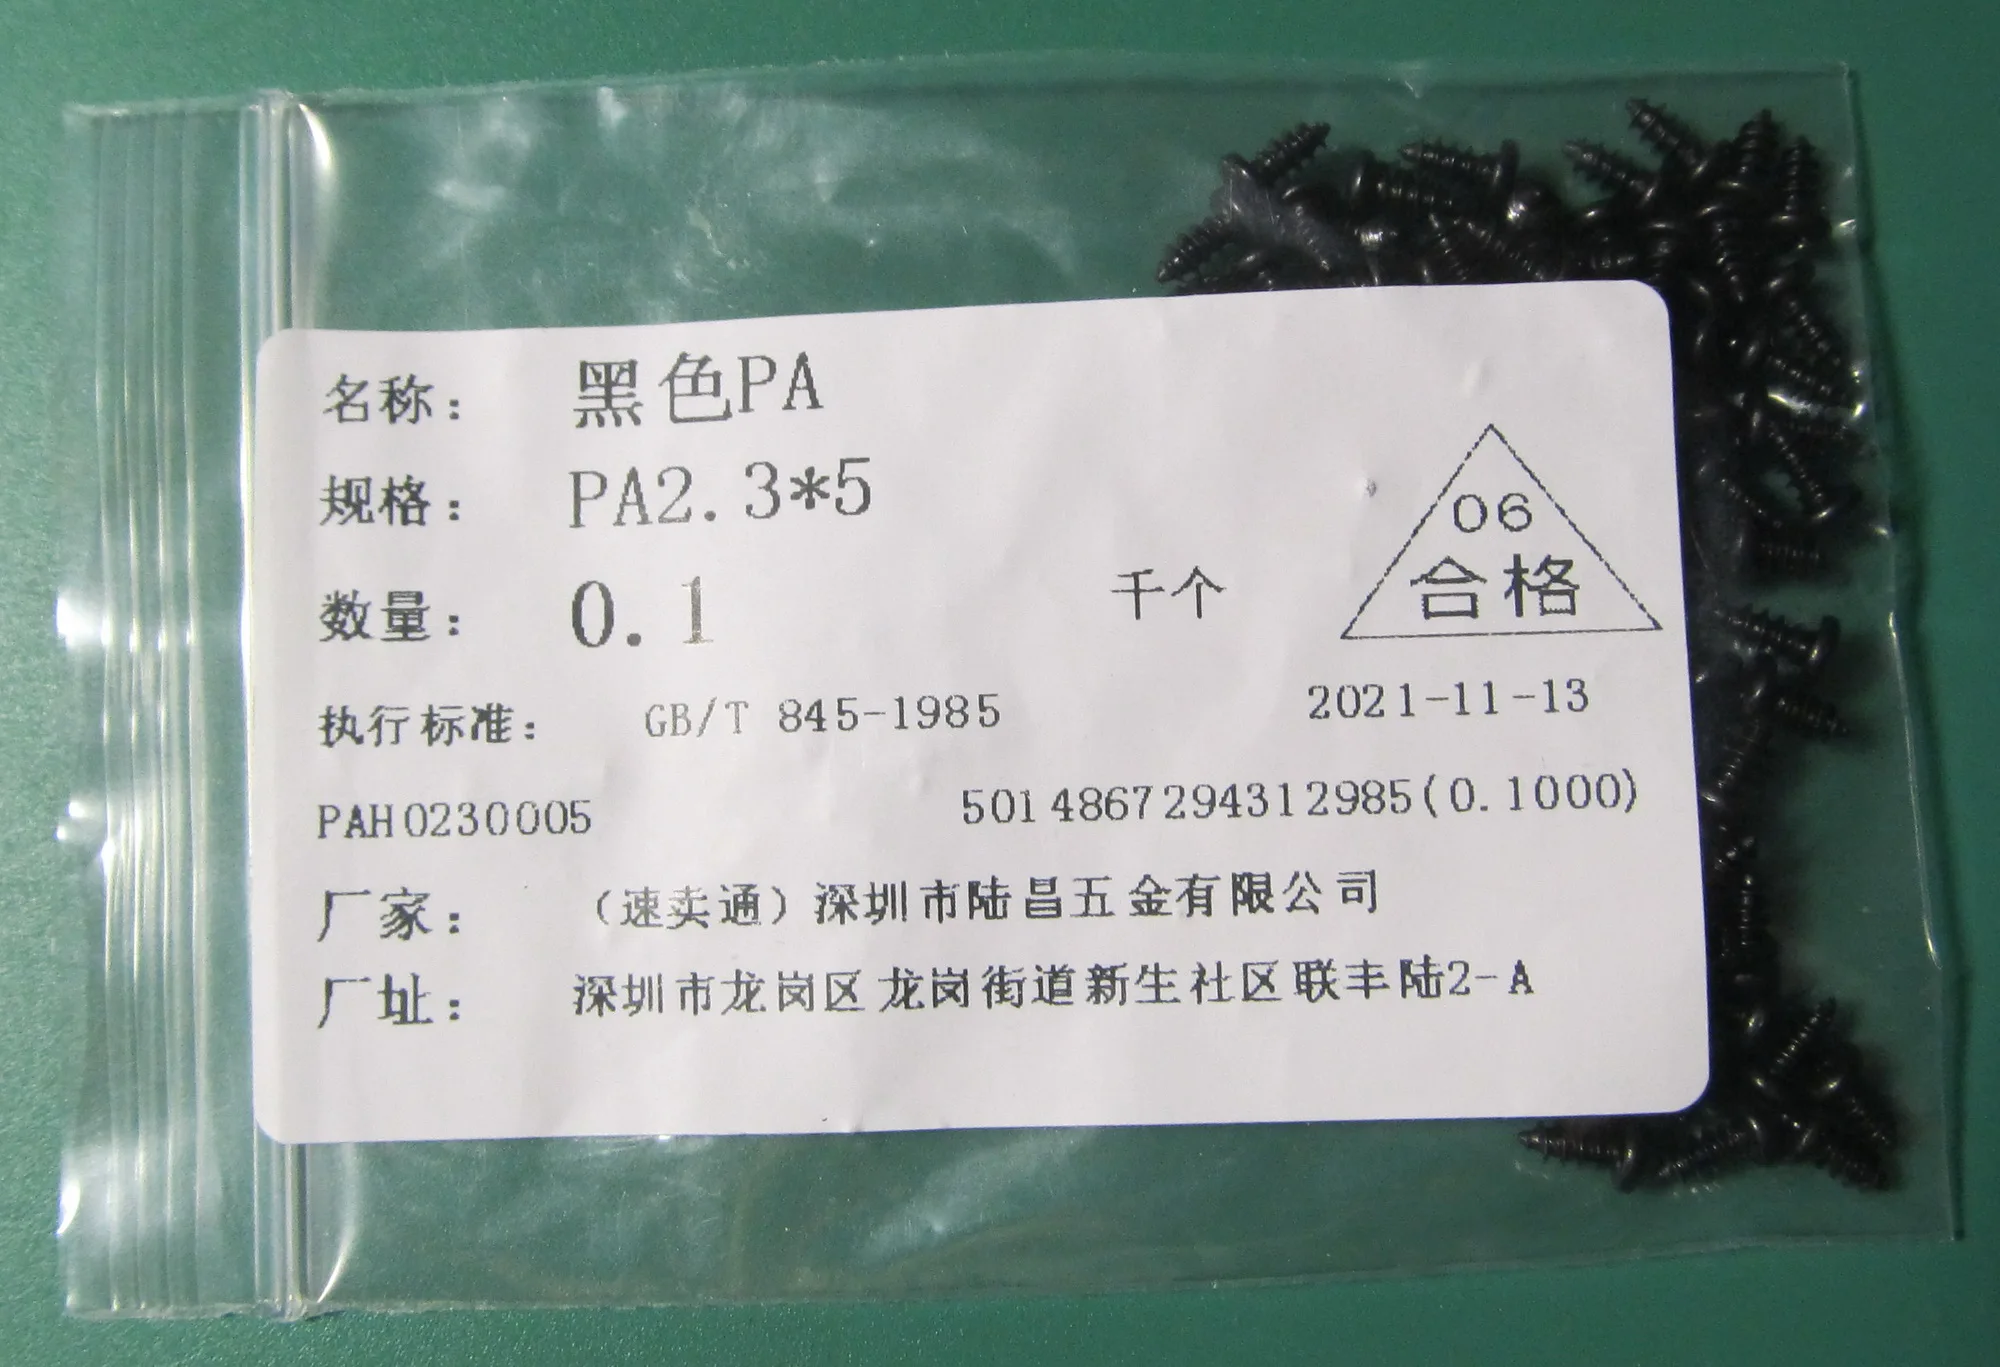 名称： 黑色PA
规格： PA2.3*5
06
合格
数量： 0.1 千个
执行标准： GB/T 845-1985 2021-11-13
PAH0230005 5014867294312985(0.1000)
厂家： （速卖通）深圳市陆昌五金有限公司
厂址： 深圳市龙岗区龙岗街道新生社区联丰陆2-A